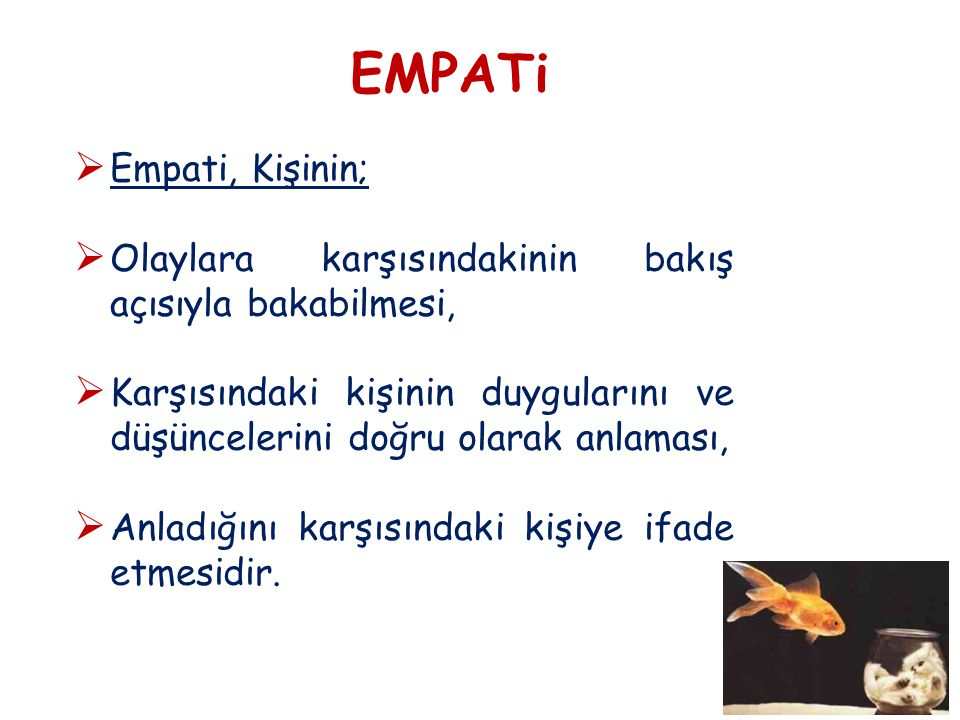 EMPATi
Empati, Kişinin;
Olaylara karşısındakinin bakış
açısıyla bakabilmesi,
Karşısındaki kişinin duygularını ve
düşüncelerini doğru olarak anlaması,
Anladığını karşısındaki kişiye ifade
etmesidir.